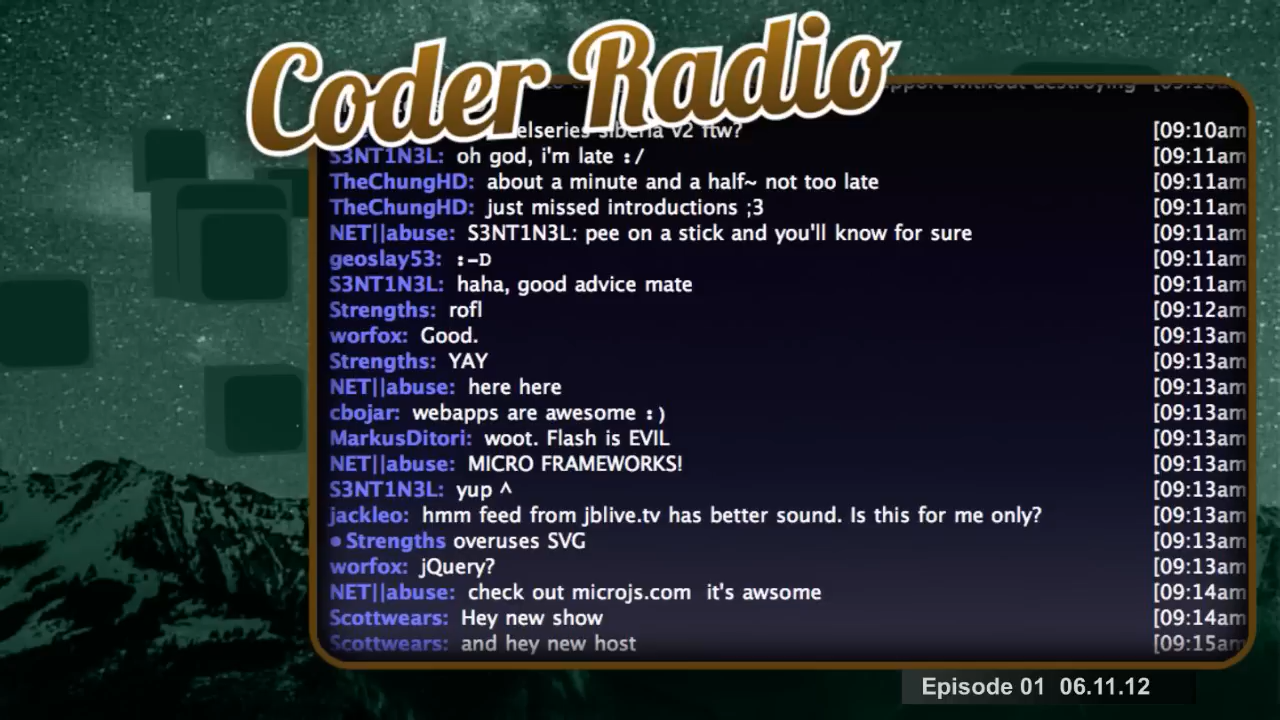 Coder Radio
pport without destroying
elseries siberia v2 ftw? [09:10am
S3NT1N3L: oh god, i'm late :/ [09:11am
TheChungHD: about a minute and a half~ not too late [09:11am
TheChungHD: just missed introductions ;3 [09:11am
NET||abuse: S3NT1N3L: pee on a stick and you'll know for sure [09:11am
geoslay53: :-D [09:11am
S3NT1N3L: haha, good advice mate [09:11am
Strengths: rofl [09:12am
worfox: Good. [09:13am
Strengths: YAY [09:13am
NET||abuse: here here [09:13am
cbojar: webapps are awesome :) [09:13am
MarkusDitori: woot. Flash is EVIL [09:13am
NET||abuse: MICRO FRAMEWORKS! [09:13am
S3NT1N3L: yup ^ [09:13am
jackleo: hmm feed from jblive.tv has better sound. Is this for me only? [09:13am
• Strengths overuses SVG [09:13am
worfox: jQuery? [09:13am
NET||abuse: check out microjs.com it's awsome [09:14am
Scottwears: Hey new show [09:14am
Scottwears: and hey new host [09:15am
Episode 01 06.11.12